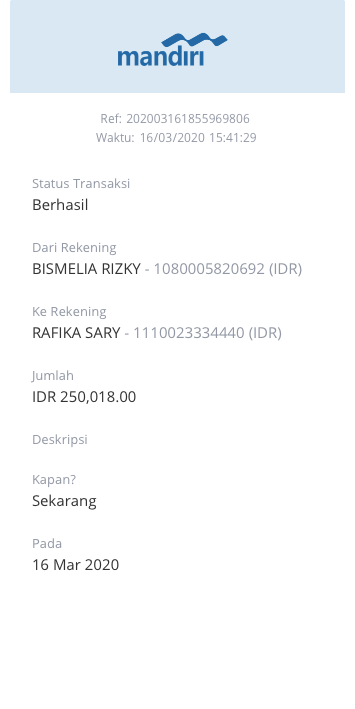 mandiri
Ref: 202003161855969806
Waktu: 16/03/2020 15:41:29
Status Transaksi
Berhasil
Dari Rekening
BISMELIA RIZKY - 1080005820692 (IDR)
Ke Rekening
RAFIKA SARY - 1110023334440 (IDR)
Jumlah
IDR 250,018.00
Deskripsi
Kapan?
Sekarang
Pada
16 Mar 2020